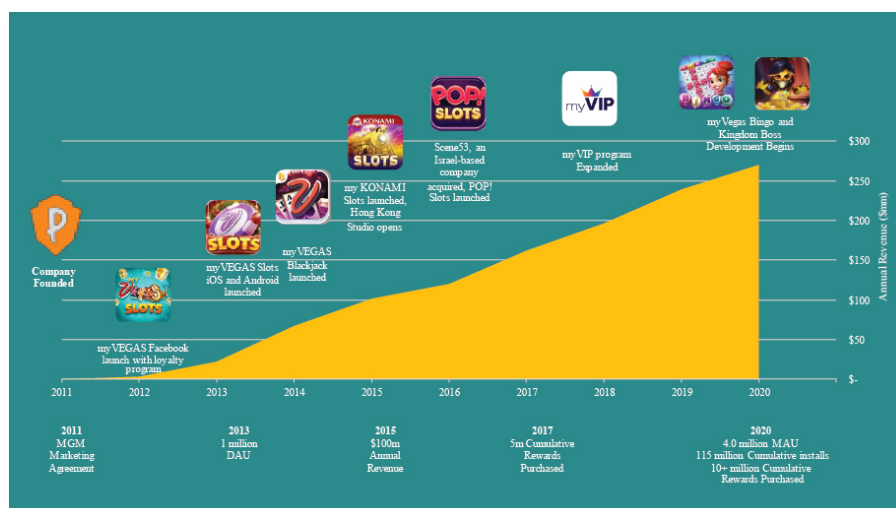 Company
Founded
myVEGAS Facebook
launch with loyalty
program
SLOTS
SLOTS
myVEGAS Slots
iOS and Android
launched
myVEGAS
Blackjack
launched
KONAMI
SLOTS
my KONAMI
Slots launched,
Hong Kong
Studio opens
POP!
SLOTS
Scene53, an
Israel-based
company
acquired, POP!
Slots launched
myVIP
myVIP program
Expanded
BINGO
myVegas Bingo and
Kingdom Boss
Development Begins
$300
$250
$200
$150
$100
$50
$-
Annual Revenue ($mm)
2011
2012
2013
2014
2015
2016
2017
2018
2019
2020
2011
MGM
Marketing
Agreement
2013
1 million
DAU
2015
$100m
Annual
Revenue
2017
5m Cumulative
Rewards
Purchased
2020
4.0 million MAU
115 million Cumulative installs
10+ million Cumulative
Rewards Purchased